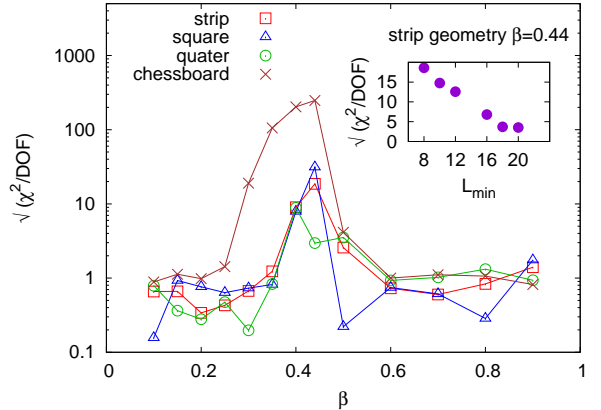 strip
square
quater
chessboard
strip geometry β=0.44
√ (χ²/DOF)
15
10
5
0
8
12
16
20
L_min
√ (χ²/DOF)
1000
100
10
1
0.1
0
0.2
0.4
0.6
0.8
1
β